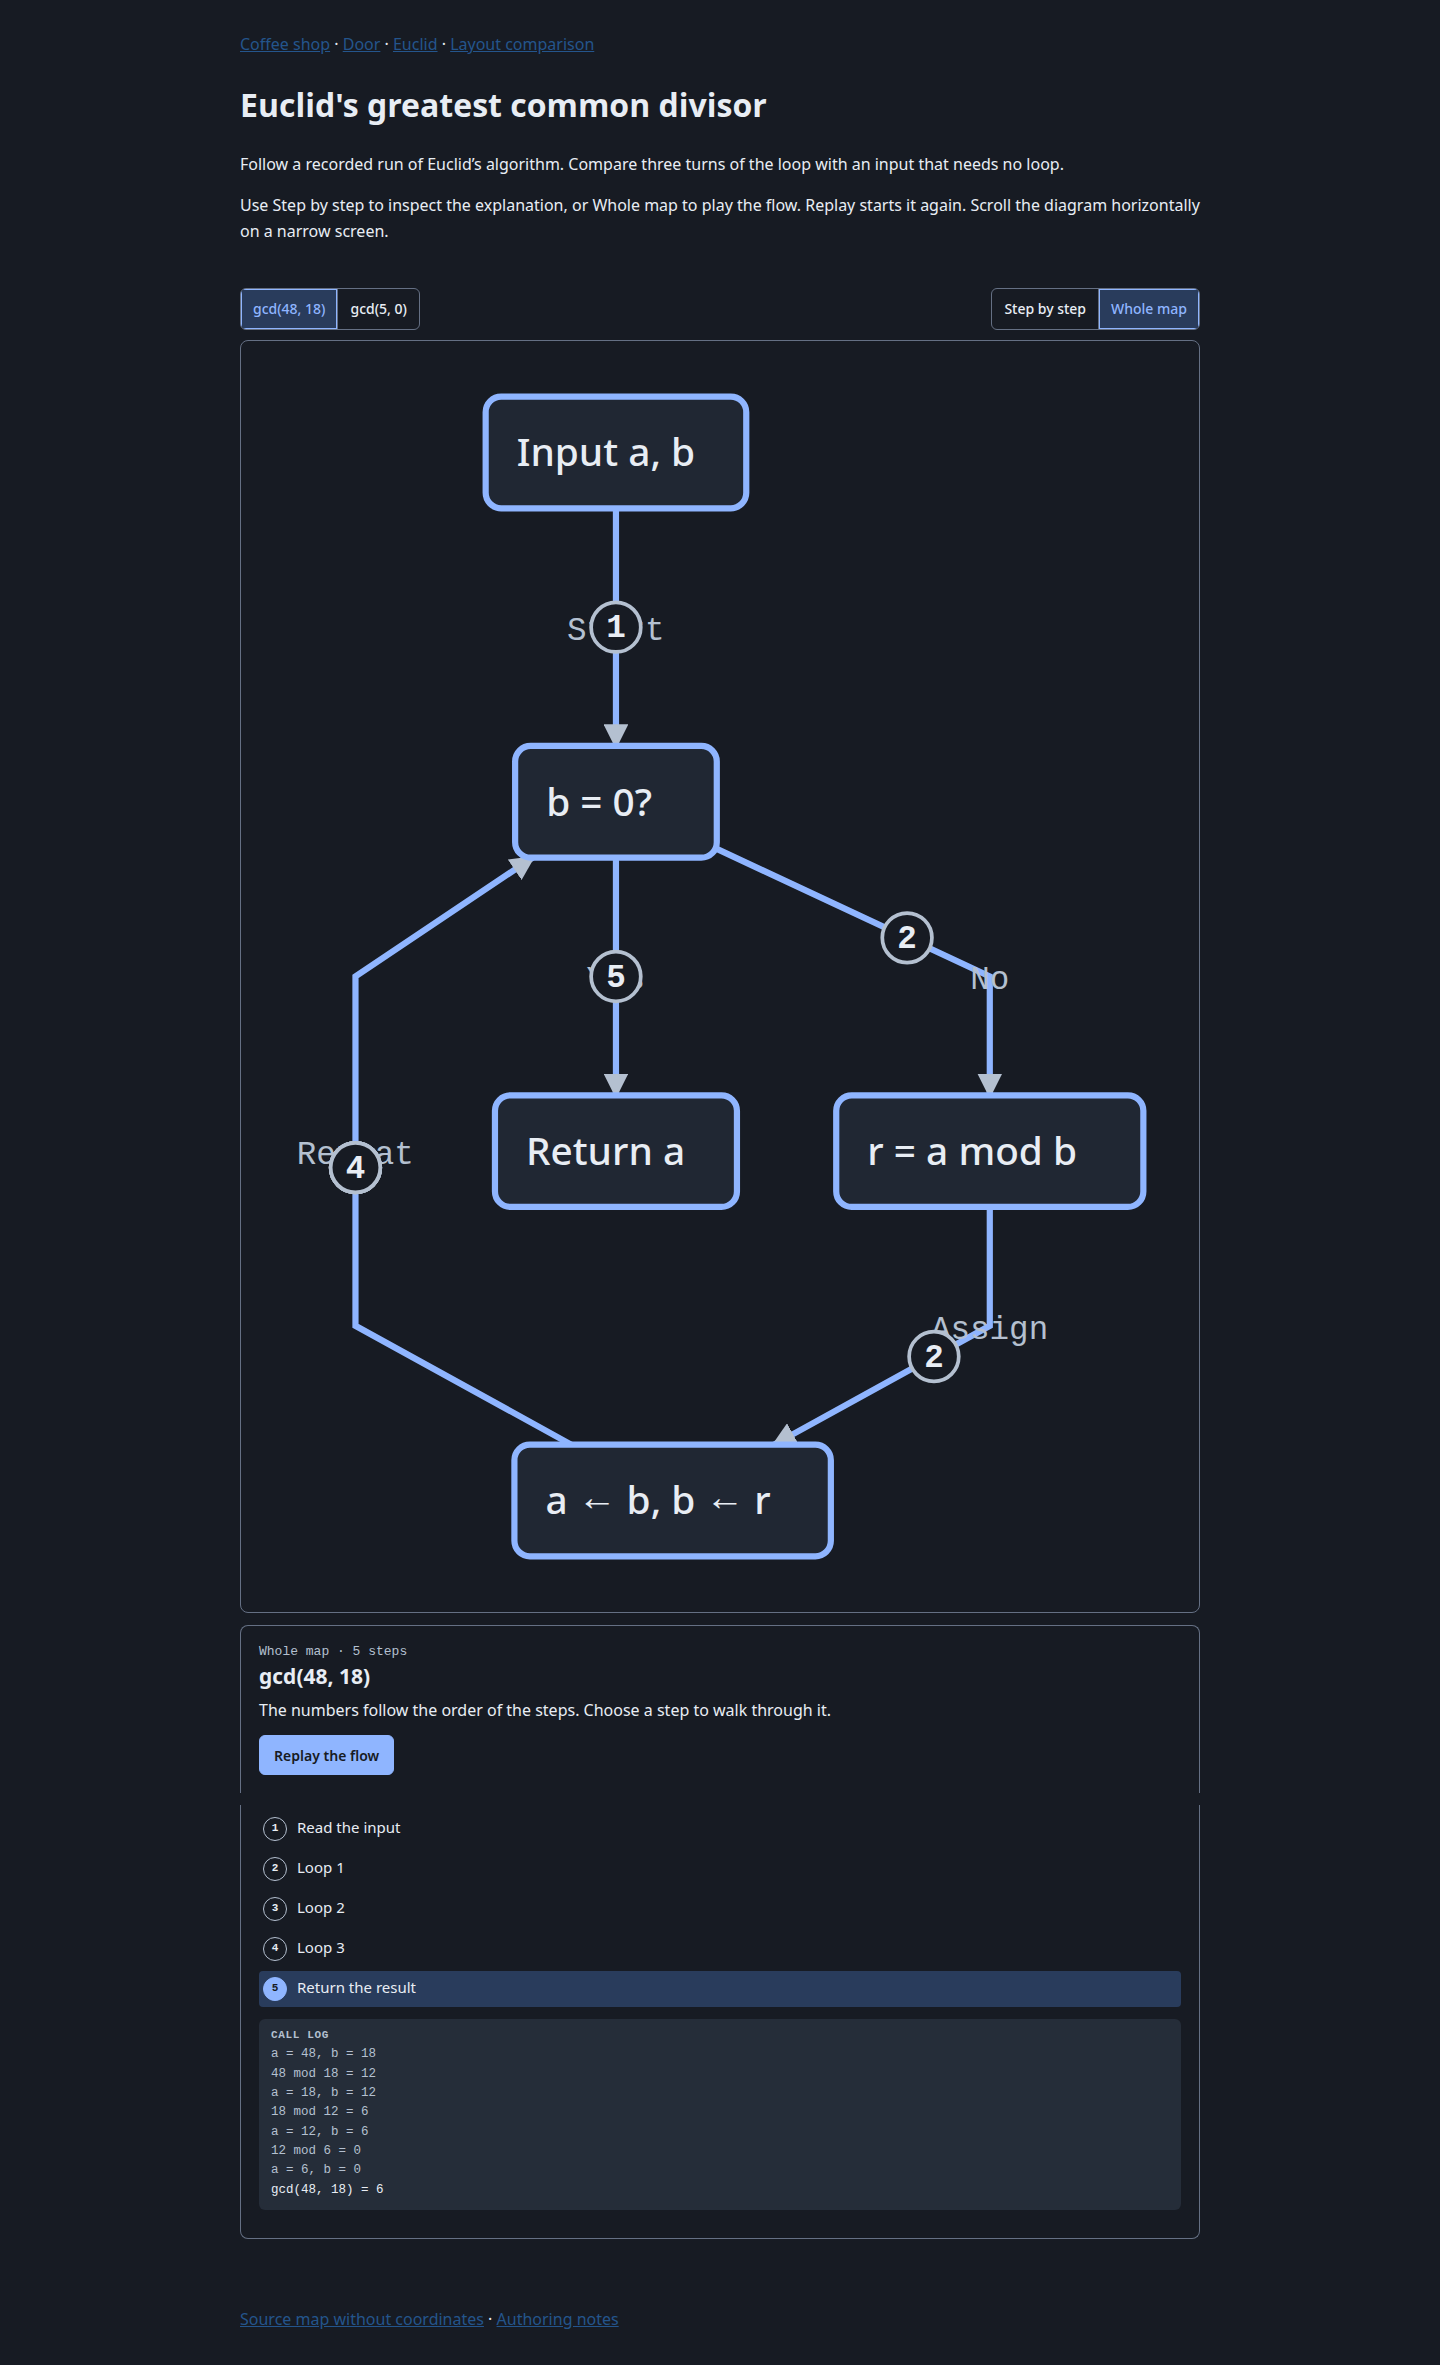 Coffee shop · Door · Euclid · Layout comparison
Euclid's greatest common divisor
Follow a recorded run of Euclid’s algorithm. Compare three turns of the loop with an input that needs no loop.
Use Step by step to inspect the explanation, or Whole map to play the flow. Replay starts it again. Scroll the diagram horizontally
on a narrow screen.
gcd(48, 18) gcd(5, 0) Step by step Whole map
Input a, b
1
b = 0?
2
5
No
Return a
r = a mod b
4
Assign
2
a ← b, b ← r
Whole map · 5 steps
gcd(48, 18)
The numbers follow the order of the steps. Choose a step to walk through it.
Replay the flow
1 Read the input
2 Loop 1
3 Loop 2
4 Loop 3
5 Return the result
CALL LOG
a = 48, b = 18
48 mod 18 = 12
a = 18, b = 12
18 mod 12 = 6
a = 12, b = 6
12 mod 6 = 0
a = 6, b = 0
gcd(48, 18) = 6
Source map without coordinates · Authoring notes